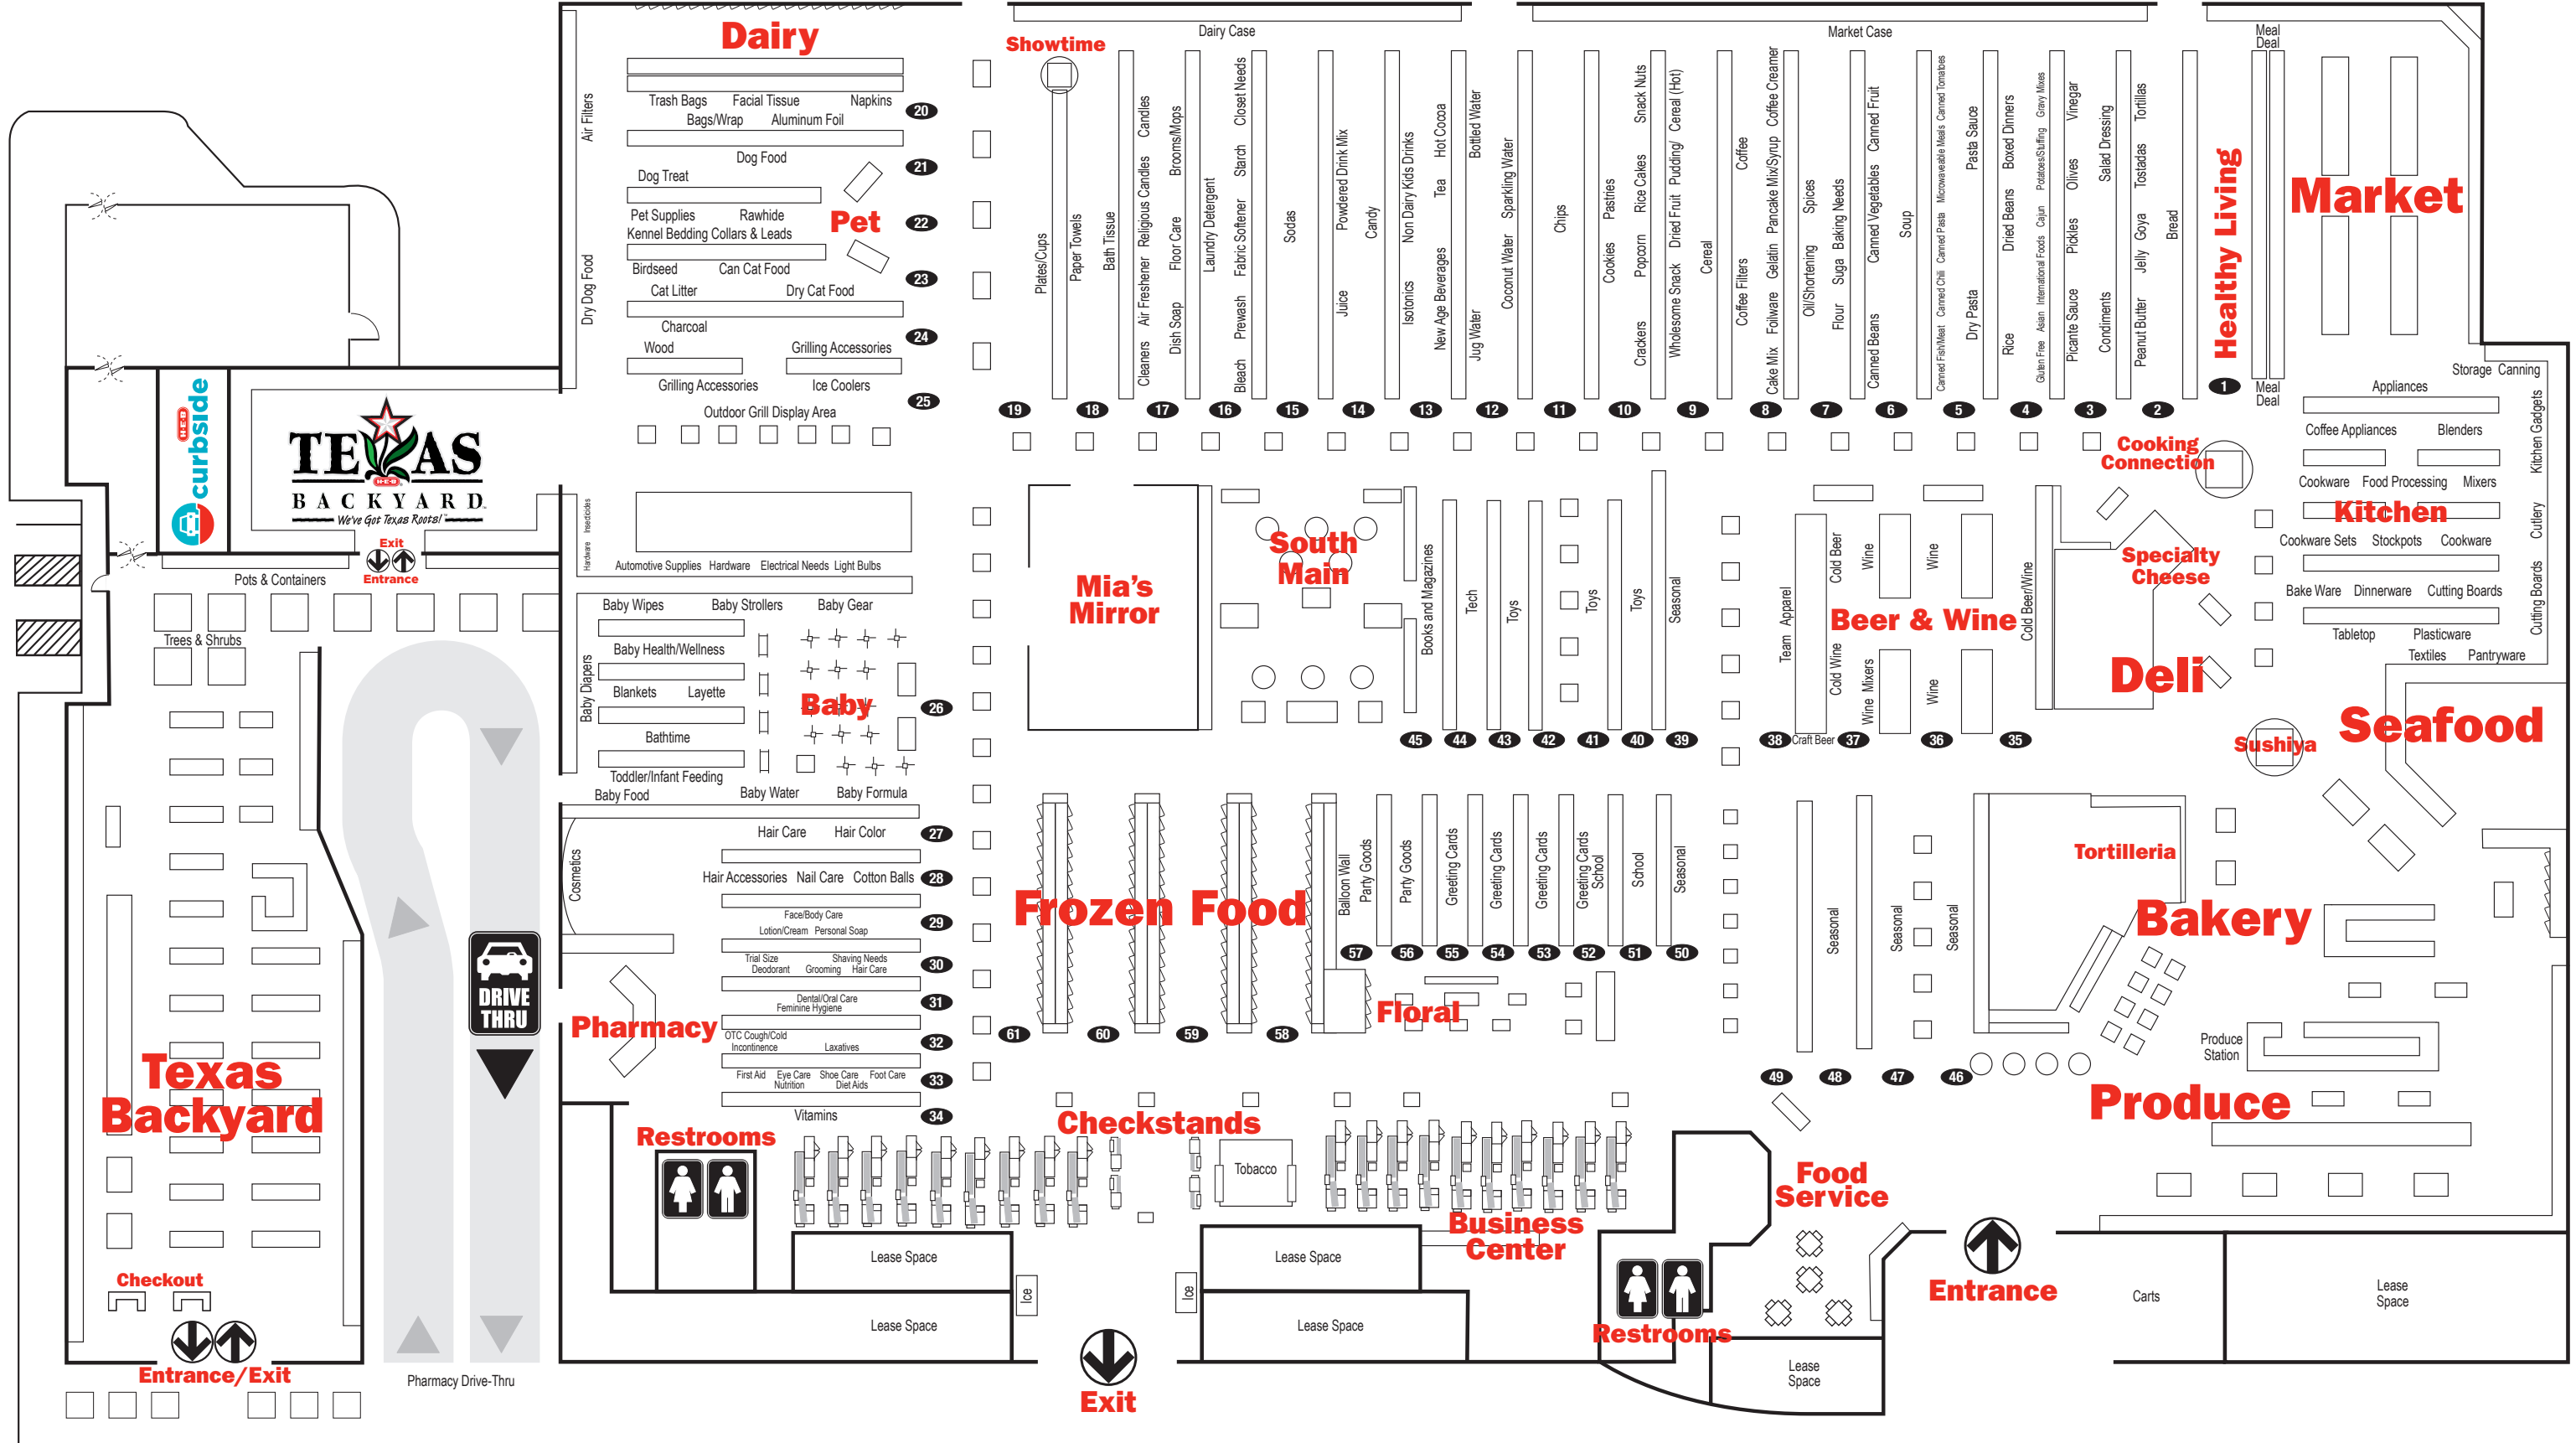 Dairy
Showtime
Dairy Case
Market Case
Meal
Deal
Market
Healthy Living
Meal
Deal
Air Filters
Dry Dog Food
Trash Bags Facial Tissue Napkins
20
Bags/Wrap Aluminum Foil
Dog Food
21
Dog Treat
Pet
Pet Supplies Rawhide
22
Kennel Bedding Collars & Leads
Birdseed Can Cat Food
23
Cat Litter Dry Cat Food
Charcoal
24
Wood Grilling Accessories
Grilling Accessories Ice Coolers
25
Outdoor Grill Display Area
Plates/Cups
Paper Towels
Bath Tissue
Cleaners Air Freshener Religious Candles Candles
Dish Soap Floor Care Brooms/Mops
Laundry Detergent
Bleach Prewash Fabric Softener Starch Closet Needs
Sodas
Juice Powdered Drink Mix
Candy
Isotonics Non Dairy Kids Drinks
New Age Beverages Tea Hot Cocoa
Jug Water Bottled Water
Coconut Water Sparkling Water
Chips
Cookies Pastries
Crackers Popcorn Rice Cakes Snack Nuts
Wholesome Snack Dried Fruit Pudding/ Cereal (Hot)
Cereal
Coffee Filters Coffee
Cake Mix Foilware Gelatin Pancake Mix/Syrup Coffee Creamer
Oil/Shortening Spices
Flour Suga Baking Needs
Canned Beans Canned Vegetables Canned Fruit
Soup
Canned Fish/Meat Canned Chili Canned Pasta Microwaveable Meals Canned Tomatoes
Dry Pasta Pasta Sauce
Rice Dried Beans Boxed Dinners
Gluten Free Asian International Foods Cajun Potatoes/Stuffing Gravy Mixes
Picante Sauce Pickles Olives Vinegar
Condiments Salad Dressing
Peanut Butter Jelly Goya Tostadas Tortillas
Bread
19 18 17 16 15 14 13 12 11 10 9 8 7 6 5 4 3 2 1
H-E-B curbside
TEXAS
H-E-B
BACKYARD
We've Got Texas Roots!
Exit
Entrance
Pots & Containers
Trees & Shrubs
Hardware Insecticides
Automotive Supplies Hardware Electrical Needs Light Bulbs
Baby Diapers
Baby Wipes Baby Strollers Baby Gear
Baby Health/Wellness
Blankets Layette
Baby
26
Bathtime
Toddler/Infant Feeding
Baby Food Baby Water Baby Formula
Mia's
Mirror
South
Main
Books and Magazines
Tech
Toys
Toys
Toys
Seasonal
45 44 43 42 41 40 39
Team Apparel
Cold Wine Cold Beer
Wine Mixers Wine
Wine Wine
Cold Beer/Wine
Beer & Wine
38 Craft Beer 37 36 35
Cooking
Connection
Specialty
Cheese
Deli
Storage Canning
Appliances
Coffee Appliances Blenders
Cookware Food Processing Mixers
Kitchen
Cookware Sets Stockpots Cookware
Bake Ware Dinnerware Cutting Boards
Tabletop Plasticware
Textiles Pantryware
Kitchen Gadgets
Cutlery
Cutting Boards
Seafood
Sushiya
Cosmetics
Hair Care Hair Color
27
Hair Accessories Nail Care Cotton Balls
28
Face/Body Care
29
Lotion/Cream Personal Soap
Trial Size Shaving Needs
30
Deodorant Grooming Hair Care
Dental/Oral Care
31
Feminine Hygiene
OTC Cough/Cold
32
Incontinence Laxatives
First Aid Eye Care Shoe Care Foot Care
33
Nutrition Diet Aids
Vitamins
34
Pharmacy
Frozen Food
61 60 59 58
Balloon Wall
Party Goods
Party Goods
Greeting Cards
Greeting Cards
Greeting Cards
Greeting Cards
School
School
Seasonal
57 56 55 54 53 52 51 50
Floral
Seasonal
Seasonal
Seasonal
49 48 47 46
Tortilleria
Bakery
Produce
Station
Produce
DRIVE
THRU
Texas
Backyard
Checkout
Entrance/Exit
Pharmacy Drive-Thru
Restrooms
Checkstands
Tobacco
Business
Center
Food
Service
Lease Space
Lease Space
Ice
Ice
Lease Space
Lease Space
Exit
Restrooms
Lease
Space
Entrance
Carts
Lease
Space